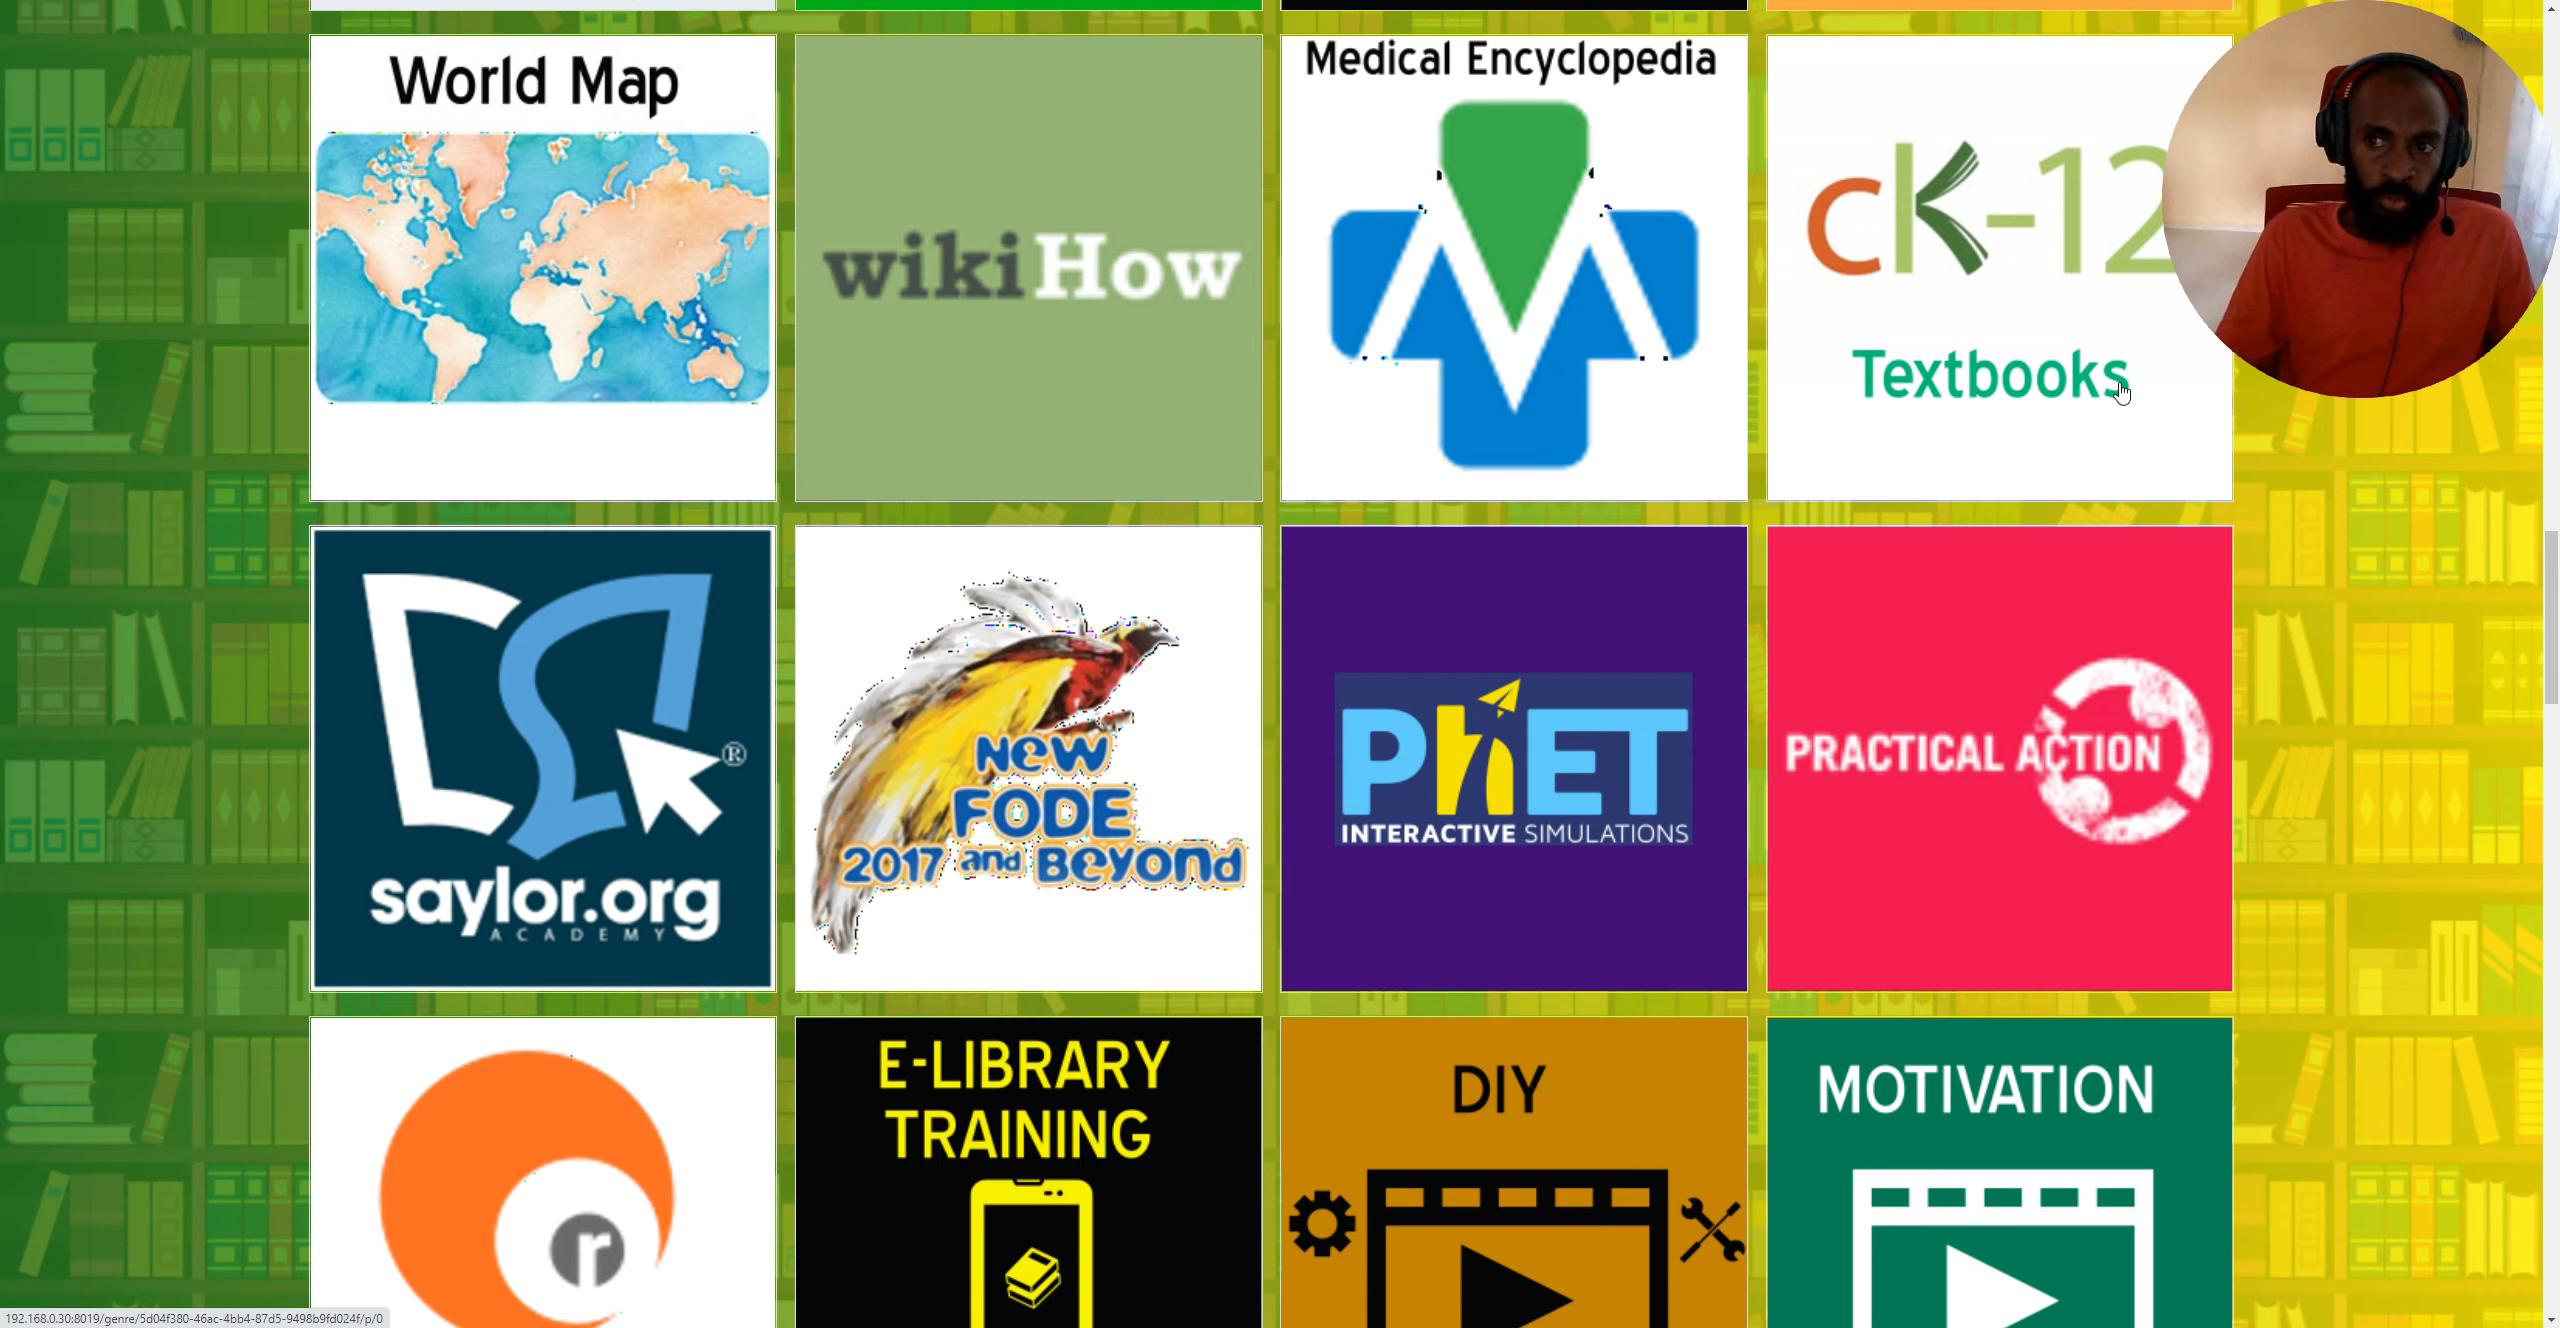 World Map
wikiHow
Medical Encyclopedia
cK-12
Textbooks
saylor.org
ACADEMY
®
New
FODE
2017 and Beyond
PhET
INTERACTIVE SIMULATIONS
PRACTICAL ACTION
r
E-LIBRARY
TRAINING
DIY
MOTIVATION
192.168.0.30:8019/genre/5d04f380-46ac-4bb4-87d5-9498b9fd024f/p/0